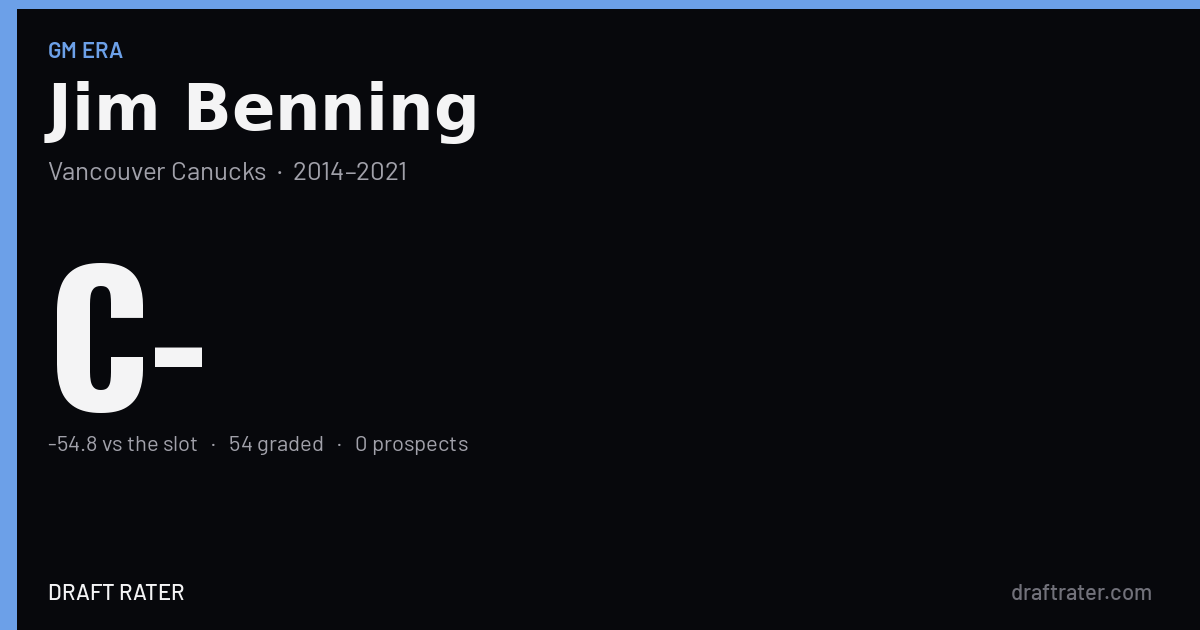 GM ERA
Jim Benning
Vancouver Canucks · 2014–2021
C-
-54.8 vs the slot · 54 graded · 0 prospects
DRAFT RATER
draftrater.com